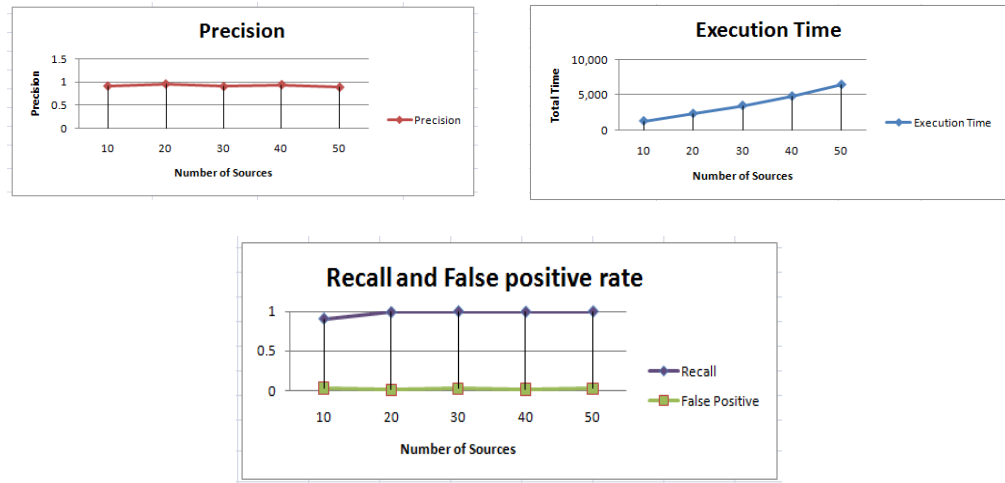 Precision
1.5
1
0.5
0
Precision
10 20 30 40 50
Number of Sources
Precision
Execution Time
10,000
5,000
0
Total Time
10 20 30 40 50
Number of Sources
Execution Time
Recall and False positive rate
1
0.5
0
10 20 30 40 50
Number of Sources
Recall
False Positive